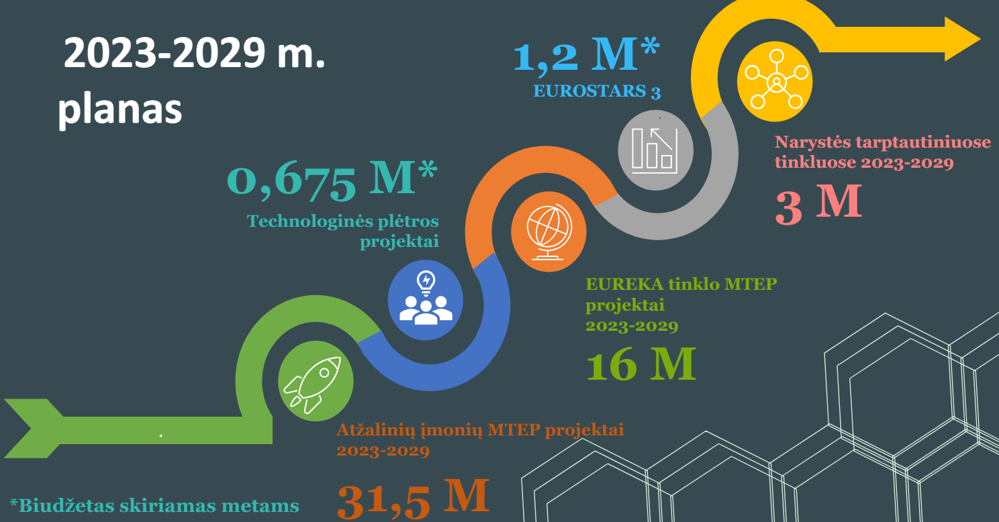 2023-2029 m.
planas
1,2 M*
EUROSTARS 3
Narystės tarptautiniuose
tinkluose 2023-2029
3 M
0,675 M*
Technologinės plėtros
projektai
EUREKA tinklo MTEP
projektai
2023-2029
16 M
Atžalinių įmonių MTEP projektai
2023-2029
31,5 M
*Biudžetas skiriamas metams